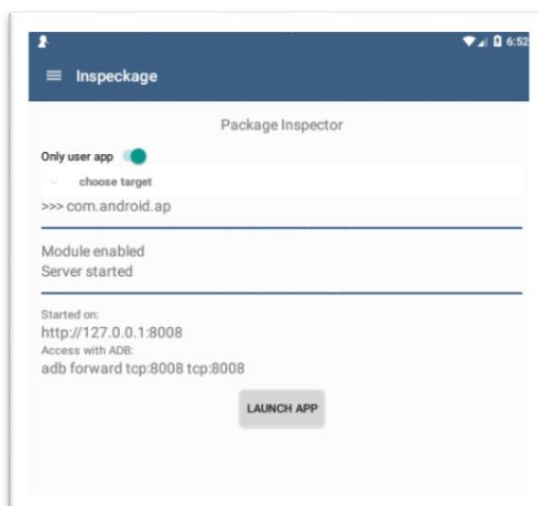 6:52
Inspeckage
Package Inspector
Only user app
choose target
>>> com.android.ap
Module enabled
Server started
Started on:
http://127.0.0.1:8008
Access with ADB:
adb forward tcp:8008 tcp:8008
LAUNCH APP